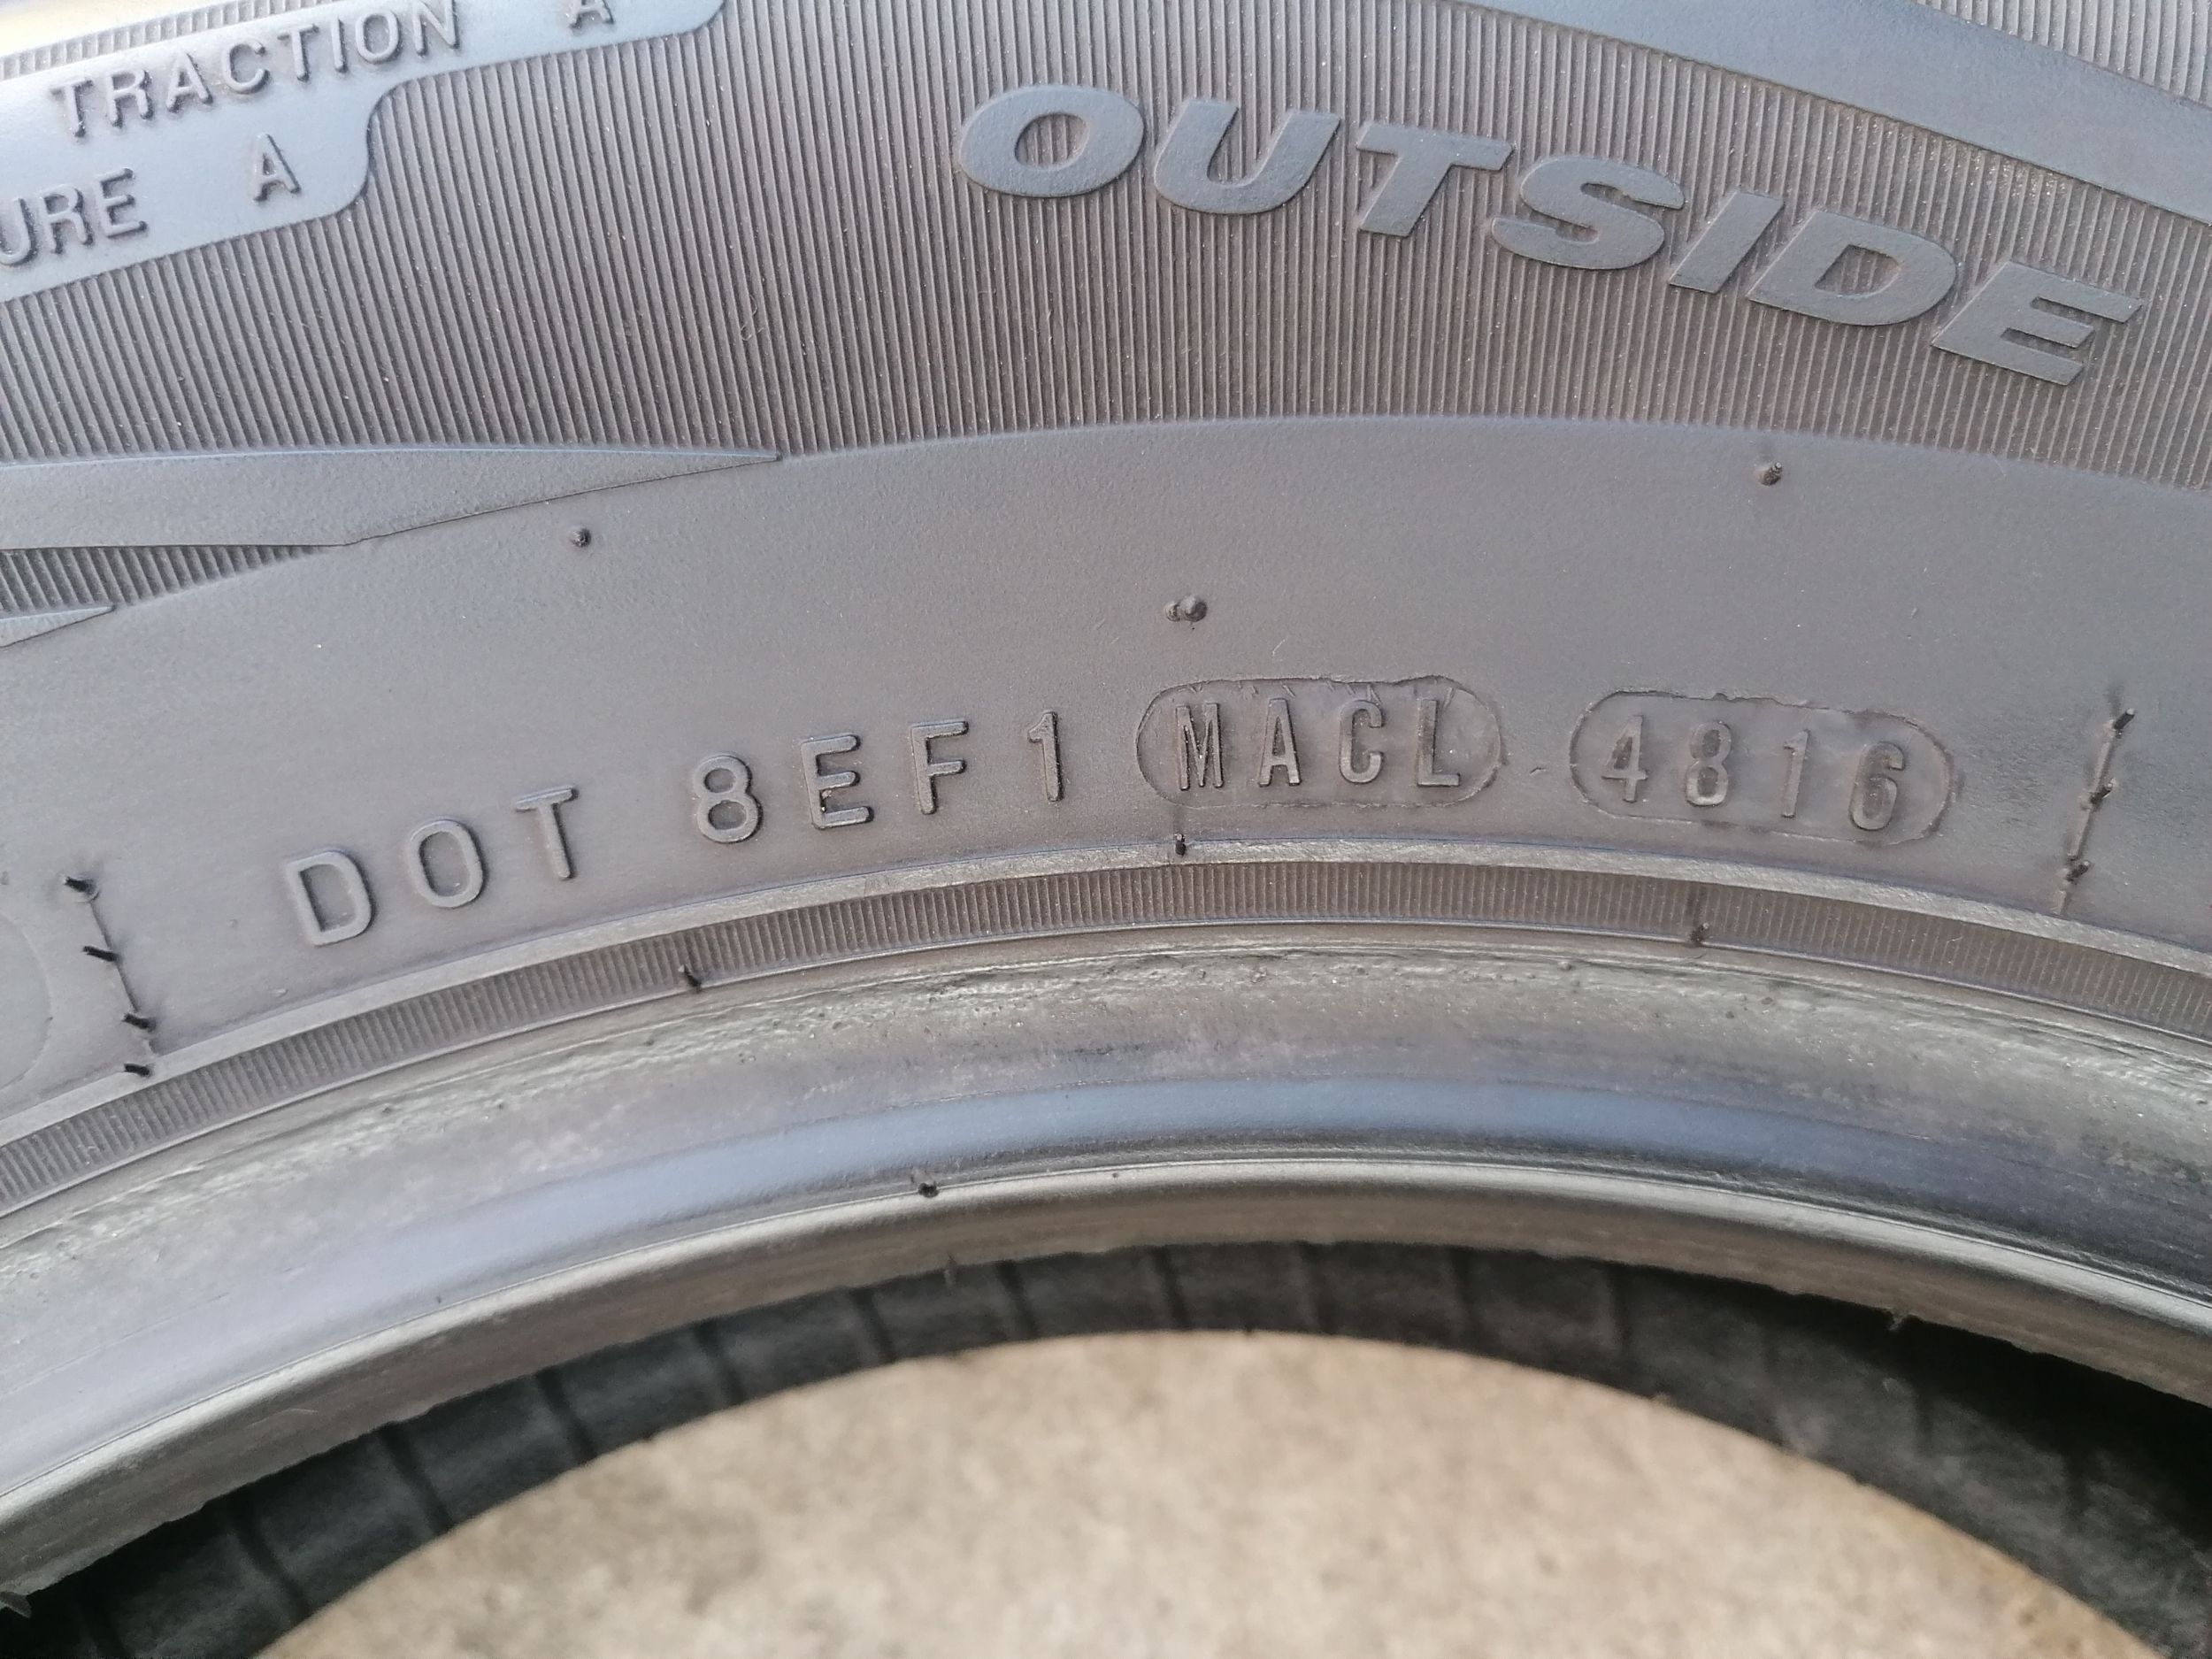 TRACTION A
URE A
OUTSIDE
DOT 8EF1 MACL 4816